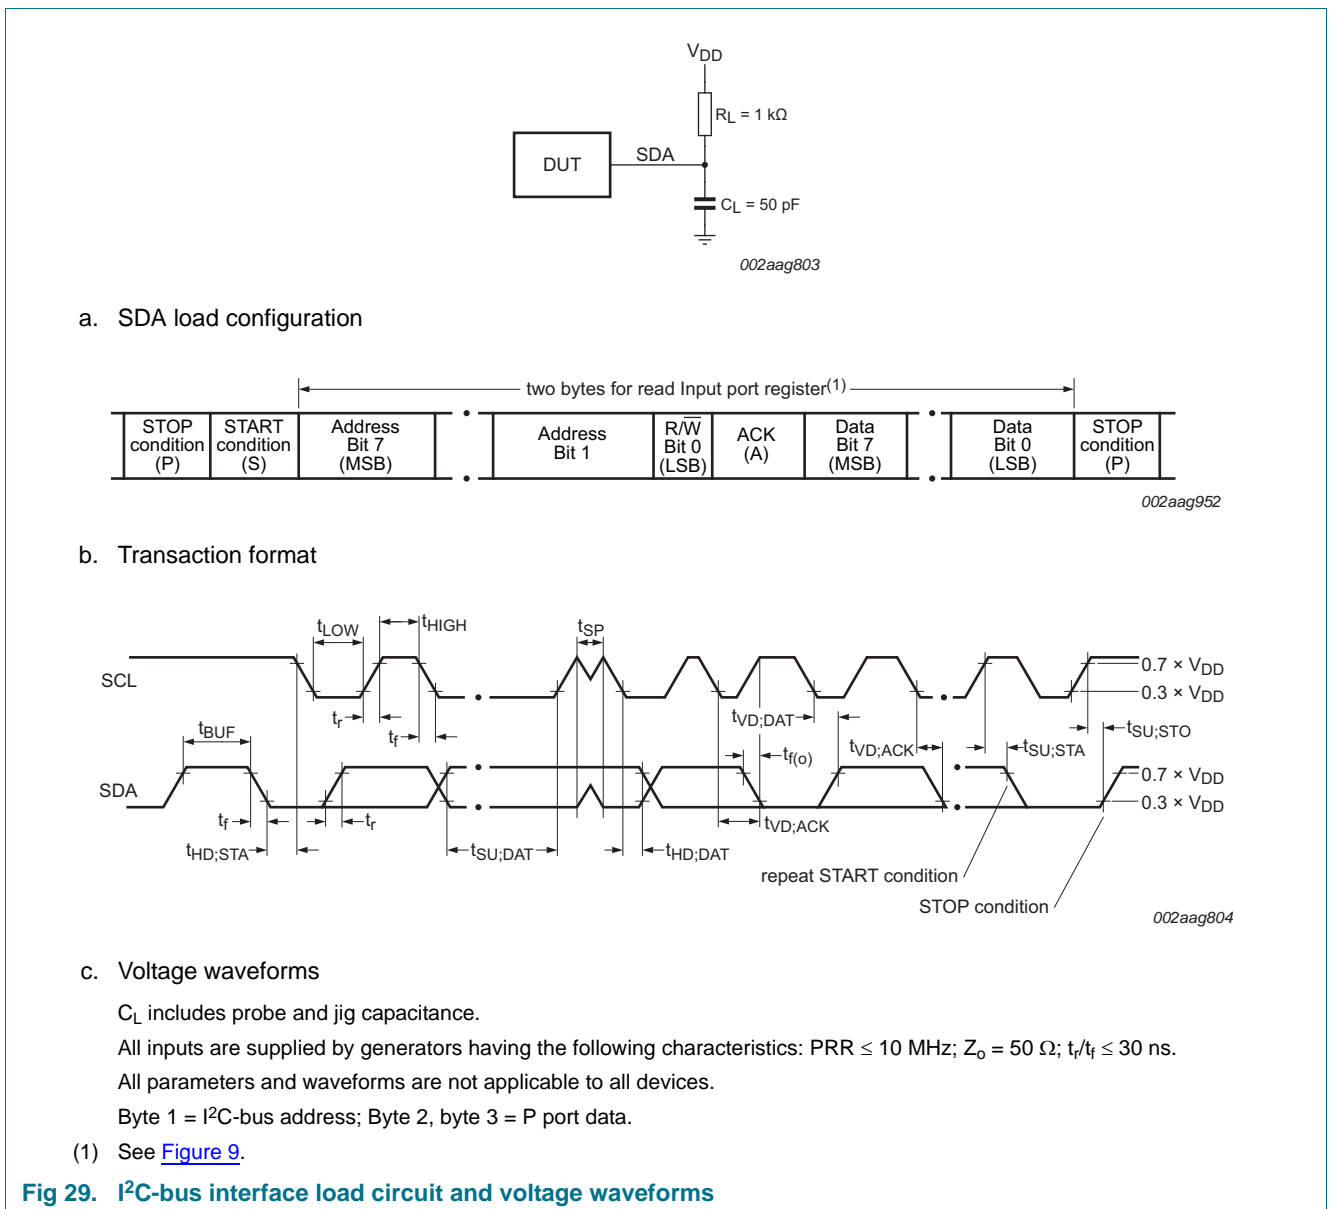 VDD
RL = 1 kΩ
DUT
SDA
CL = 50 pF
002aag803
a. SDA load configuration
two bytes for read Input port register(1)
STOP condition (P)
START condition (S)
Address Bit 7 (MSB)
Address Bit 1
R/W̅ Bit 0 (LSB)
ACK (A)
Data Bit 7 (MSB)
Data Bit 0 (LSB)
STOP condition (P)
002aag952
b. Transaction format
tLOW
tHIGH
tSP
SCL
0.7 × VDD
0.3 × VDD
tr
tf
tBUF
tVD;DAT
tf(o)
tVD;ACK
tSU;STA
tSU;STO
SDA
0.7 × VDD
0.3 × VDD
tf
tr
tHD;STA
tSU;DAT
tHD;DAT
tVD;ACK
repeat START condition
STOP condition
002aag804
c. Voltage waveforms
CL includes probe and jig capacitance.
All inputs are supplied by generators having the following characteristics: PRR ≤ 10 MHz; Zo = 50 Ω; tr/tf ≤ 30 ns.
All parameters and waveforms are not applicable to all devices.
Byte 1 = I²C-bus address; Byte 2, byte 3 = P port data.
(1) See Figure 9.
Fig 29. I²C-bus interface load circuit and voltage waveforms